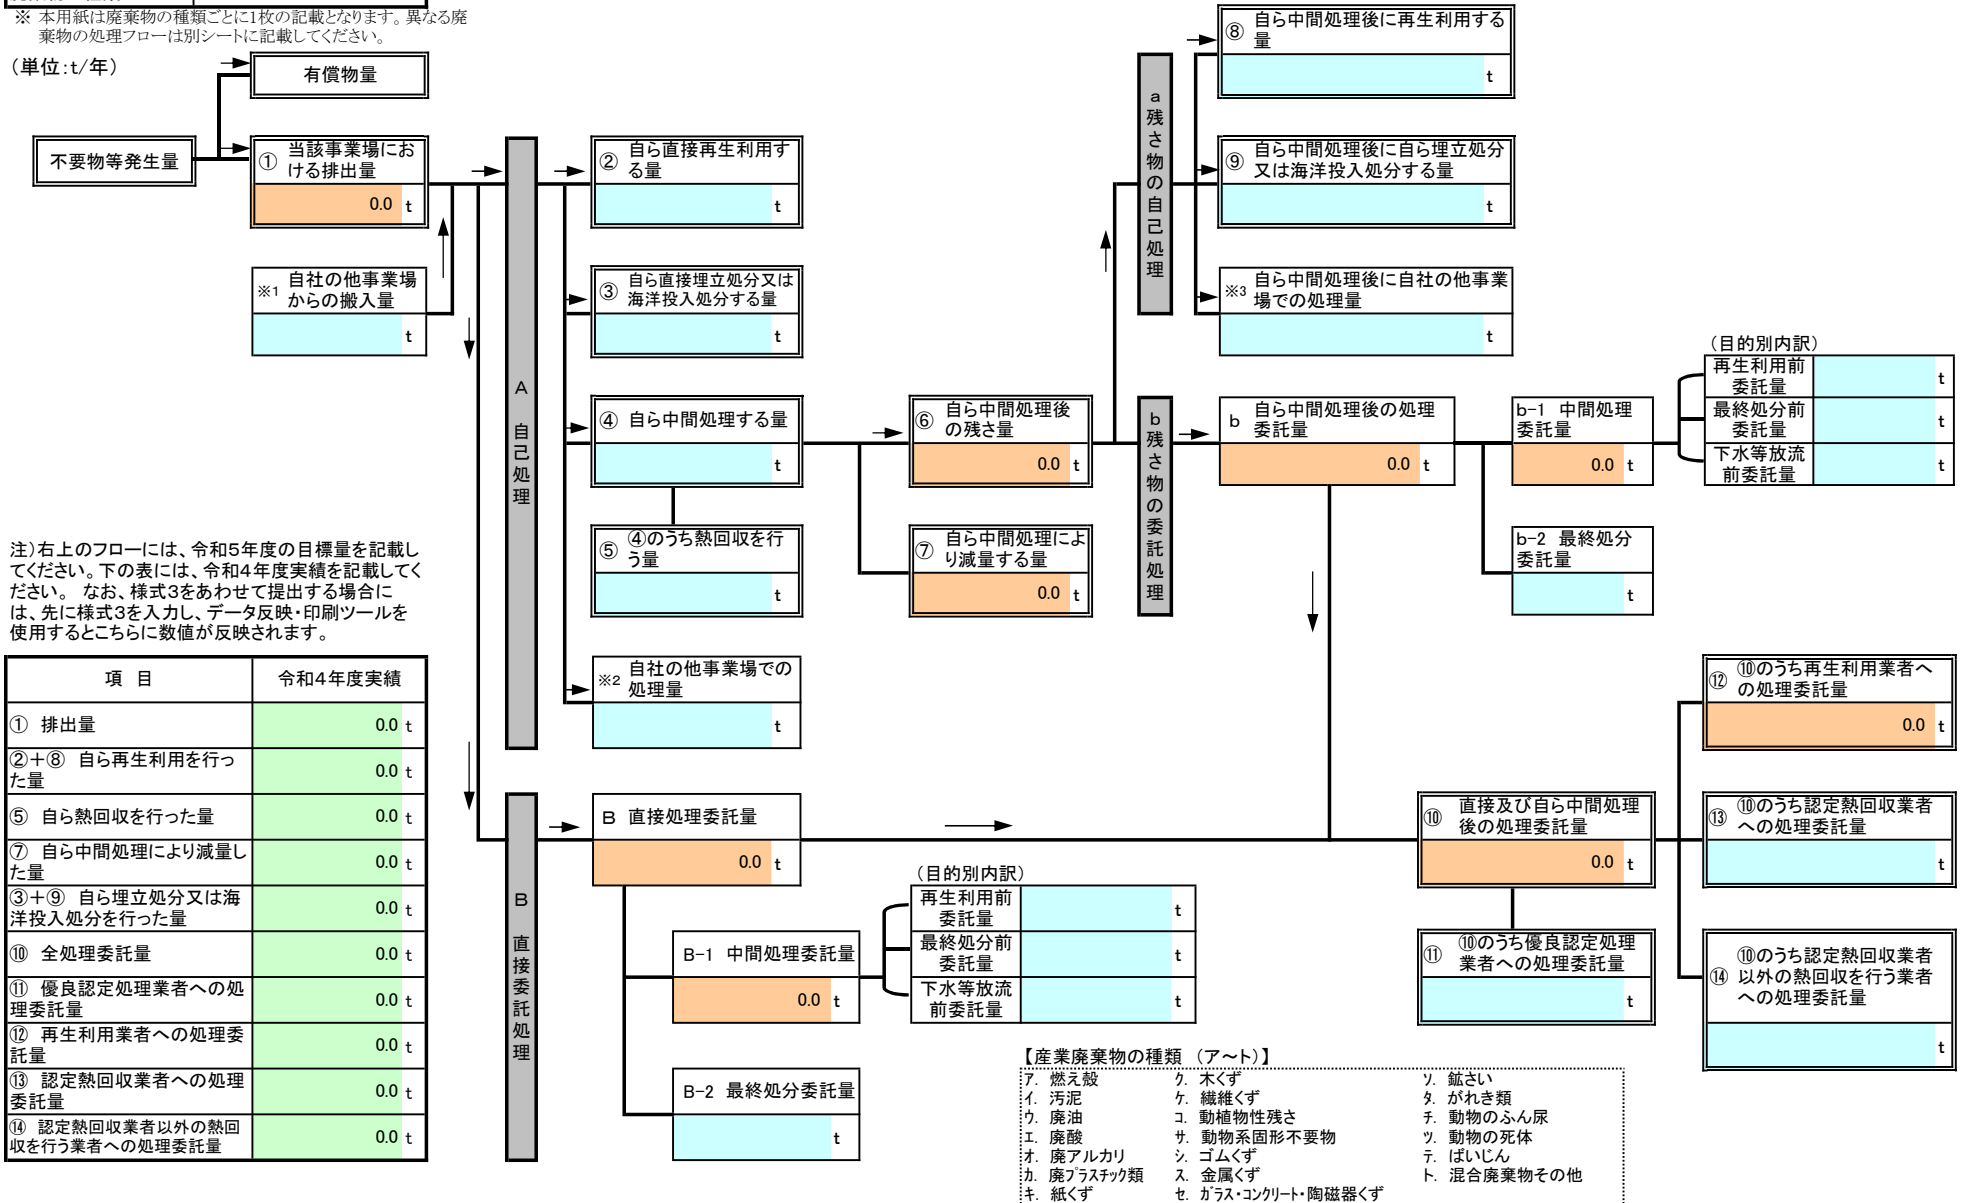 ※ 本用紙は廃棄物の種類ごとに1枚の記載となります。異なる廃
棄物の処理フローは別シートに記載してください。
(単位:t/年)
有償物量
不要物等発生量
① 当該事業場にお
ける排出量
0.0 t
※1 自社の他事業場
からの搬入量
t
A 自己処理
② 自ら直接再生利用す
る量
t
③ 自ら直接埋立処分又は
海洋投入処分する量
t
④ 自ら中間処理する量
t
⑤ ④のうち熱回収を行
う量
t
※2 自社の他事業場での
処理量
t
⑥ 自ら中間処理後
の残さ量
0.0 t
⑦ 自ら中間処理によ
り減量する量
0.0 t
a 残さ物の自己処理
⑧ 自ら中間処理後に再生利用する
量
t
⑨ 自ら中間処理後に自ら埋立処分
又は海洋投入処分する量
t
※3 自ら中間処理後に自社の他事業
場での処理量
t
b 残さ物の委託処理
b 自ら中間処理後の処理
委託量
0.0 t
b-1 中間処理
委託量
0.0 t
(目的別内訳)
再生利用前
委託量
t
最終処分前
委託量
t
下水等放流
前委託量
t
b-2 最終処分
委託量
t
注)右上のフローには、令和5年度の目標量を記載し
てください。下の表には、令和4年度実績を記載してく
ださい。 なお、様式3をあわせて提出する場合に
は、先に様式3を入力し、データ反映・印刷ツールを
使用するとこちらに数値が反映されます。
項 目 令和4年度実績
① 排出量 0.0 t
②+⑧ 自ら再生利用を行っ
た量 0.0 t
⑤ 自ら熱回収を行った量 0.0 t
⑦ 自ら中間処理により減量し
た量 0.0 t
③+⑨ 自ら埋立処分又は海
洋投入処分を行った量 0.0 t
⑩ 全処理委託量 0.0 t
⑪ 優良認定処理業者への処
理委託量 0.0 t
⑫ 再生利用業者への処理委
託量 0.0 t
⑬ 認定熱回収業者への処理
委託量 0.0 t
⑭ 認定熱回収業者以外の熱回
収を行う業者への処理委託量 0.0 t
B 直接委託処理
B 直接処理委託量
0.0 t
B-1 中間処理委託量
0.0 t
(目的別内訳)
再生利用前
委託量
t
最終処分前
委託量
t
下水等放流
前委託量
t
B-2 最終処分委託量
t
⑩ 直接及び自ら中間処理
後の処理委託量
0.0 t
⑪ ⑩のうち優良認定処理
業者への処理委託量
t
⑫ ⑩のうち再生利用業者へ
の処理委託量
0.0 t
⑬ ⑩のうち認定熱回収業者
への処理委託量
t
⑭ ⑩のうち認定熱回収業者
以外の熱回収を行う業者
への処理委託量
t
【産業廃棄物の種類 (ア~ト)】
ア. 燃え殻 ク. 木くず ソ. 鉱さい
イ. 汚泥 ケ. 繊維くず タ. がれき類
ウ. 廃油 コ. 動植物性残さ チ. 動物のふん尿
エ. 廃酸 サ. 動物系固形不要物 ツ. 動物の死体
オ. 廃アルカリ シ. ゴムくず テ. ばいじん
カ. 廃プラスチック類 ス. 金属くず ト. 混合廃棄物その他
キ. 紙くず セ. ガラス・コンクリート・陶磁器くず